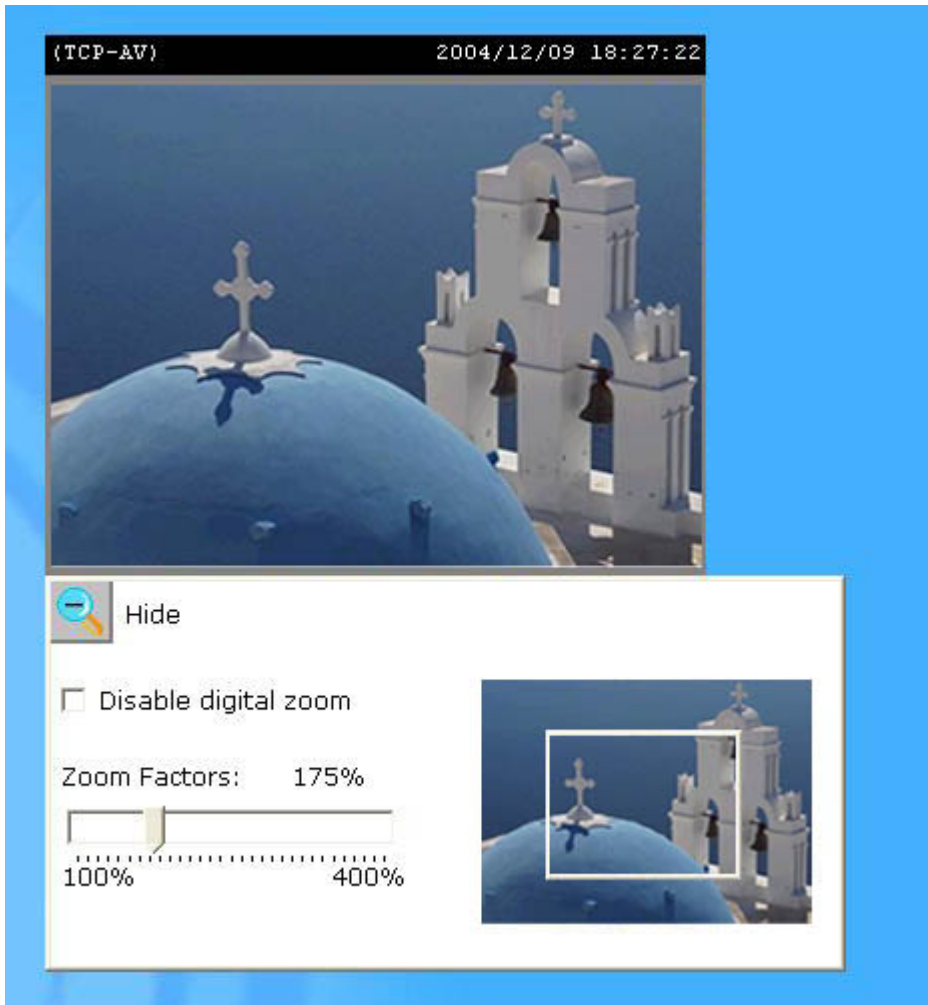 (TCP-AV) 2004/12/09 18:27:22
Hide
Disable digital zoom
Zoom Factors: 175%
100% 400%